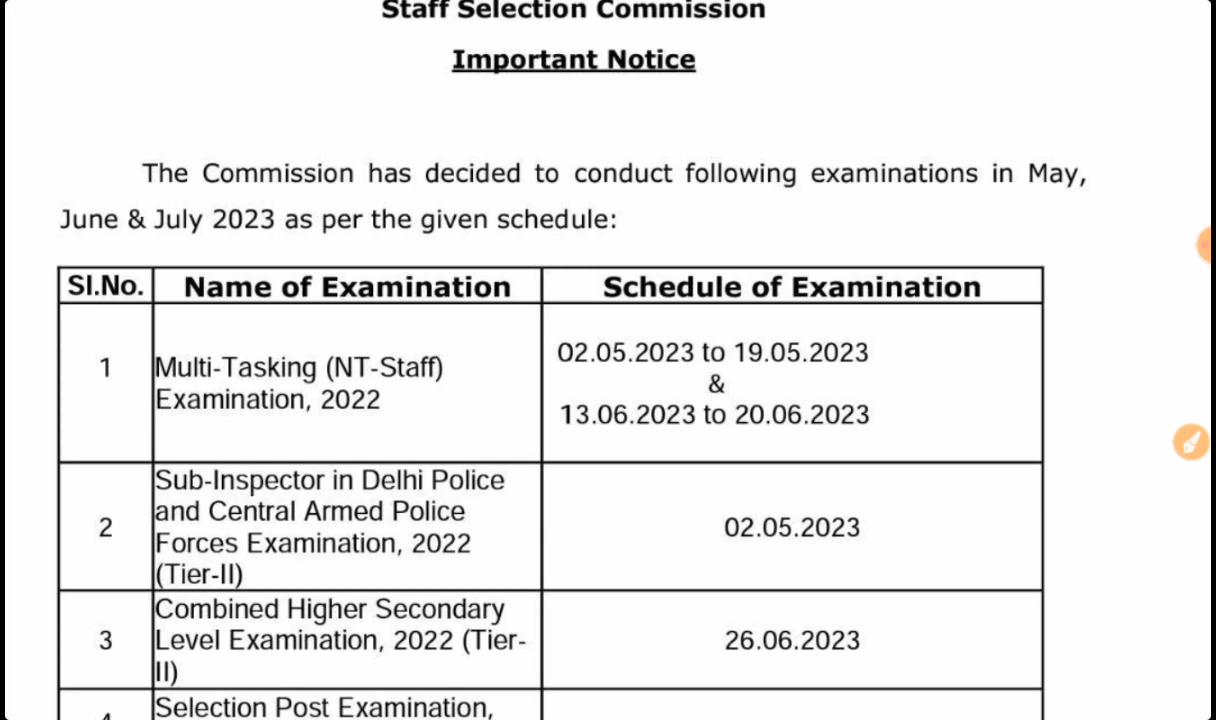 Staff Selection Commission
Important Notice
The Commission has decided to conduct following examinations in May,
June & July 2023 as per the given schedule:
Sl.No. Name of Examination Schedule of Examination
1 Multi-Tasking (NT-Staff)
Examination, 2022
02.05.2023 to 19.05.2023
&
13.06.2023 to 20.06.2023
2 Sub-Inspector in Delhi Police
and Central Armed Police
Forces Examination, 2022
(Tier-II)
02.05.2023
3 Combined Higher Secondary
Level Examination, 2022 (Tier-
II)
26.06.2023
4 Selection Post Examination,